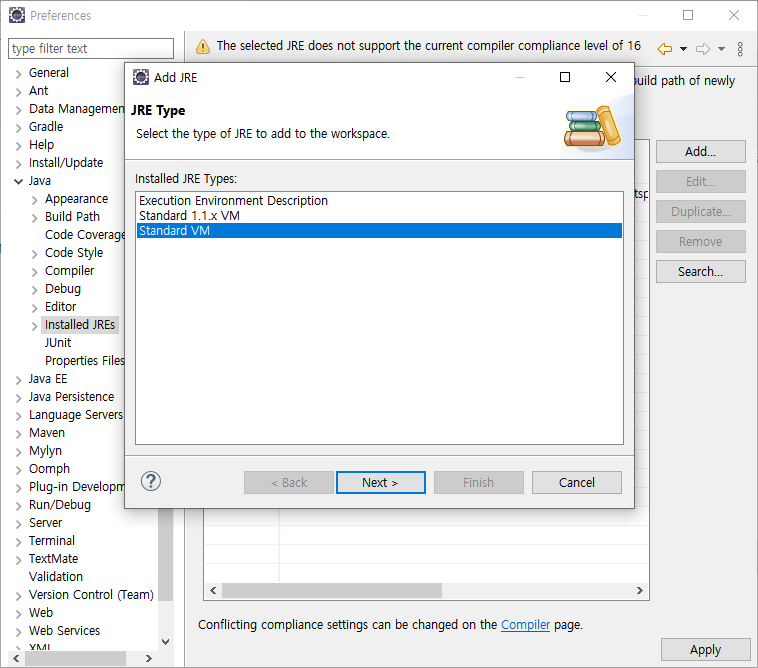 Preferences
type filter text
The selected JRE does not support the current compiler compliance level of 16
General
Ant
Data Managemen
Gradle
Help
Install/Update
Java
Appearance
Build Path
Code Coverage
Code Style
Compiler
Debug
Editor
Installed JREs
JUnit
Properties Files
Java EE
Java Persistence
Language Servers
Maven
Mylyn
Oomph
Plug-in Developm
Run/Debug
Server
Terminal
TextMate
Validation
Version Control (Team)
Web
Web Services
XML
Add JRE
JRE Type
Select the type of JRE to add to the workspace.
Installed JRE Types:
Execution Environment Description
Standard 1.1.x VM
Standard VM
?
< Back
Next >
Finish
Cancel
build path of newly
tsp
Add...
Edit...
Duplicate...
Remove
Search...
Conflicting compliance settings can be changed on the Compiler page.
Apply